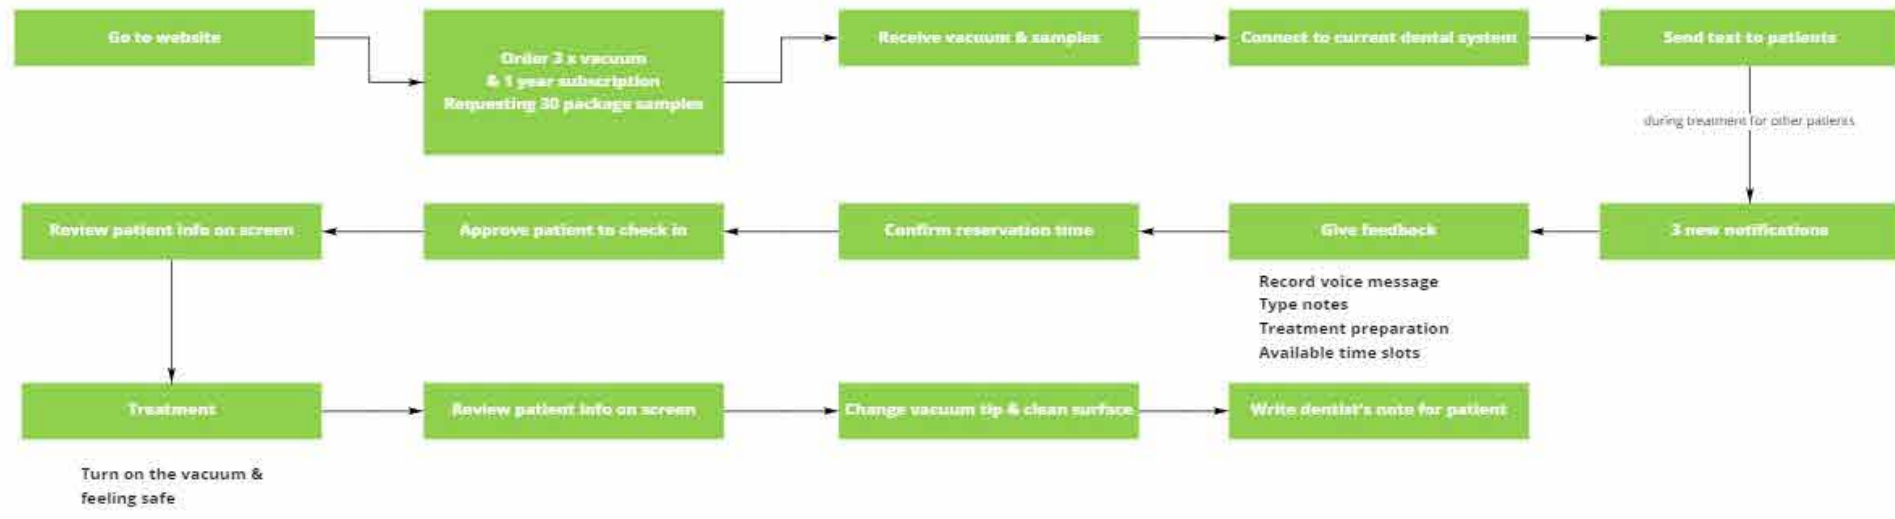 Go to website
Order 3 x vacuum
& 1 year subscription
Requesting 30 package samples
Receive vacuum & samples
Connect to current dental system
Send text to patients
during treatment for other patients
3 new notifications
Give feedback
Record voice message
Type notes
Treatment preparation
Available time slots
Confirm reservation time
Approve patient to check in
Review patient info on screen
Treatment
Turn on the vacuum &
feeling safe
Review patient info on screen
Change vacuum tip & clean surface
Write dentist's note for patient